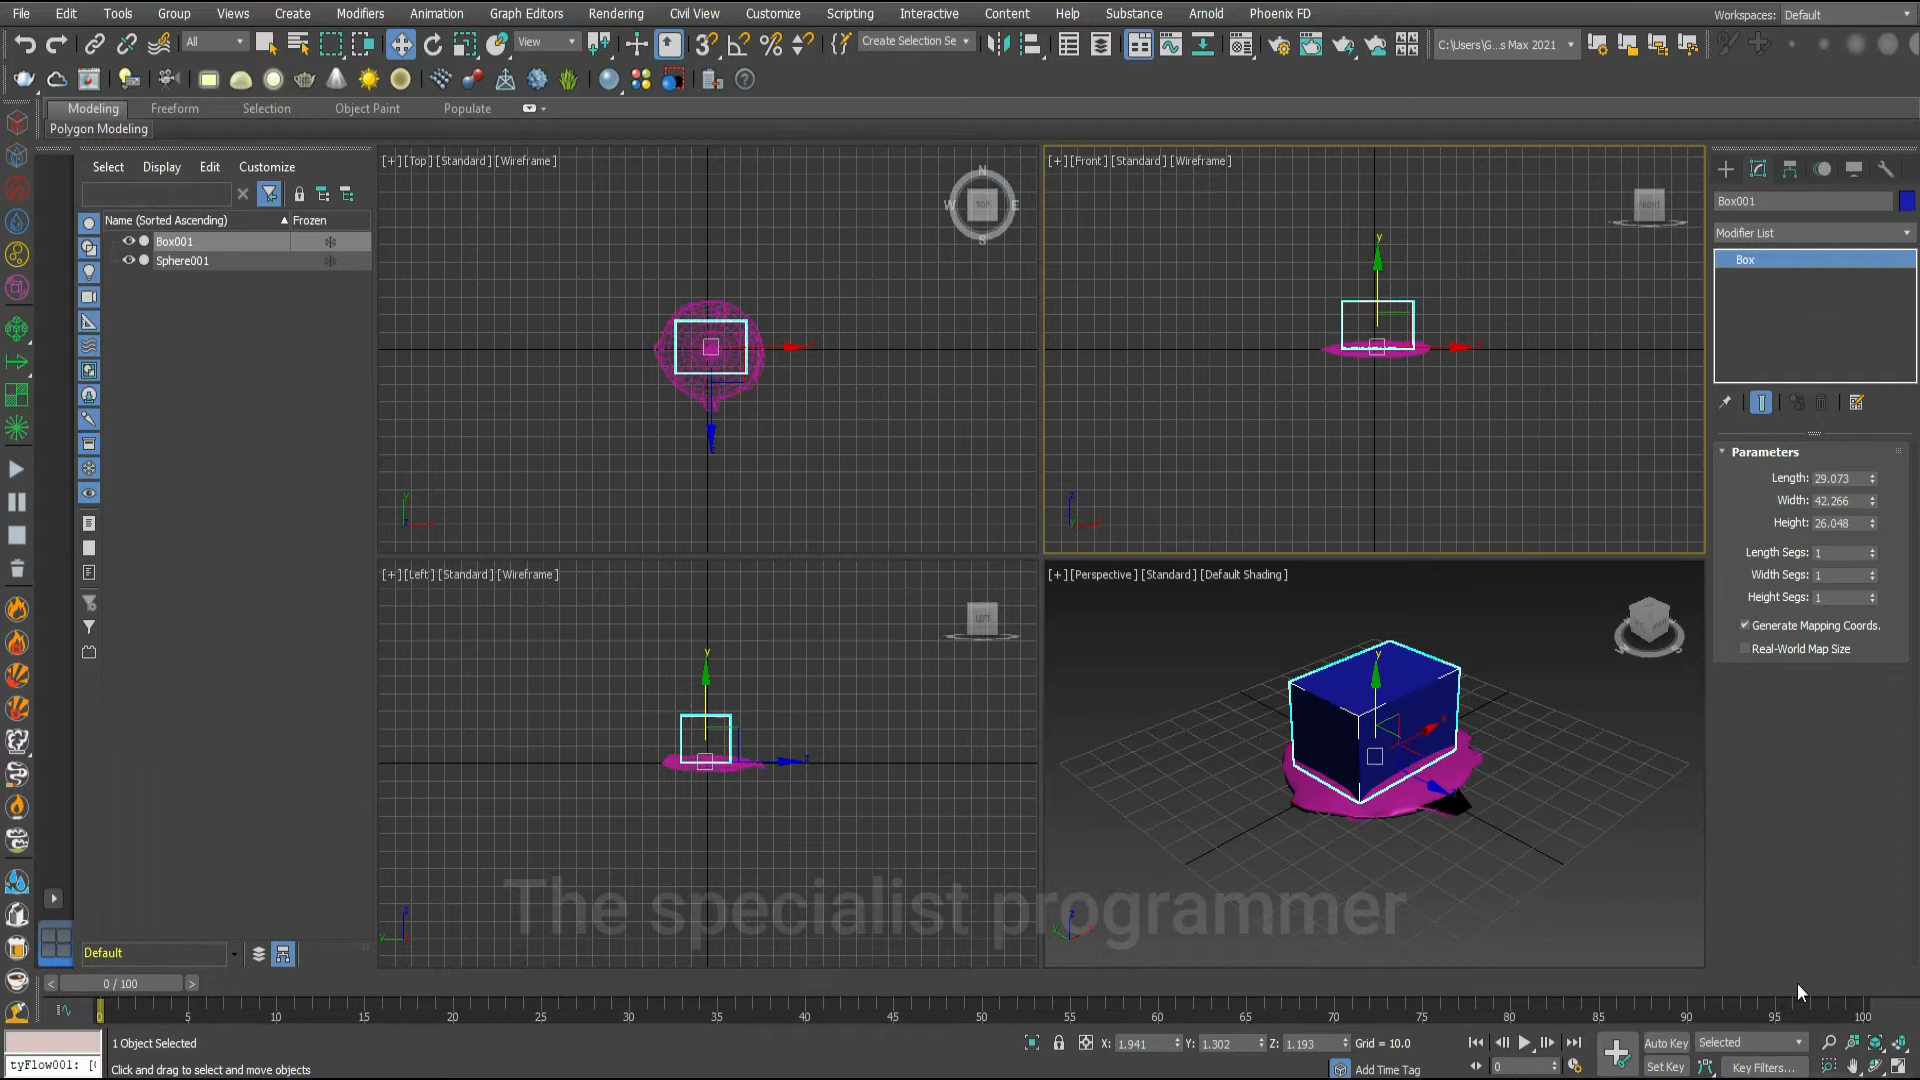 File Edit Tools Group Views Create Modifiers Animation Graph Editors Rendering Civil View Customize Scripting Interactive Content Help Substance Arnold Phoenix FD Workspaces: Default
All View Create Selection Se C:\Users\G...s Max 2021
Modeling Freeform Selection Object Paint Populate
Polygon Modeling
Select Display Edit Customize
Name (Sorted Ascending) Frozen
Box001
Sphere001
[+] [Top] [Standard] [Wireframe]
N
W TOP E
S
[+] [Front] [Standard] [Wireframe]
FRONT
y
[+] [Left] [Standard] [Wireframe]
LEFT
y
[+] [Perspective] [Standard] [Default Shading]
y
Box001
Modifier List
Box
Parameters
Length: 29.073
Width: 42.266
Height: 26.048
Length Segs: 1
Width Segs: 1
Height Segs: 1
Generate Mapping Coords.
Real-World Map Size
The specialist programmer
Default
< 0 / 100 >
0 5 10 15 20 25 30 35 40 45 50 55 60 65 70 75 80 85 90 95 100
1 Object Selected X: 1.941 Y: 1.302 Z: 1.193 Grid = 10.0 Auto Key Selected
tyFlow001: [
Click and drag to select and move objects Add Time Tag 0 Set Key Key Filters...